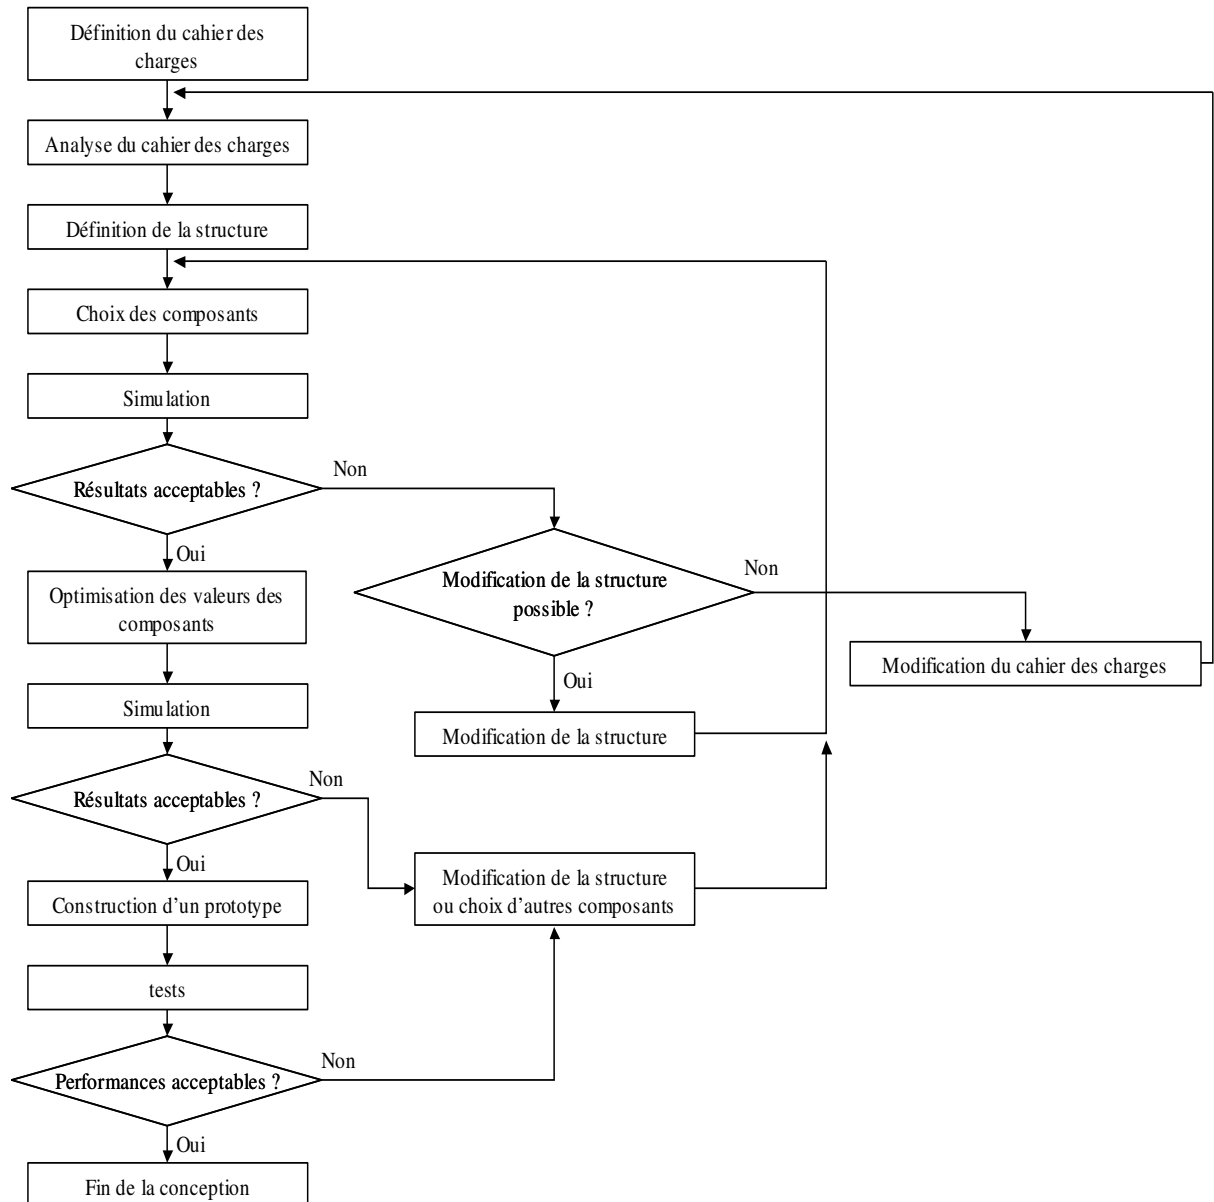 Définition du cahier des
charges
Analyse du cahier des charges
Définition de la structure
Choix des composants
Simulation
Résultats acceptables ?
Non
Oui
Modification de la structure
possible ?
Non
Optimisation des valeurs des
composants
Modification du cahier des charges
Oui
Simulation
Modification de la structure
Résultats acceptables ?
Non
Oui
Modification de la structure
ou choix d'autres composants
Construction d'un prototype
tests
Performances acceptables ?
Non
Oui
Fin de la conception